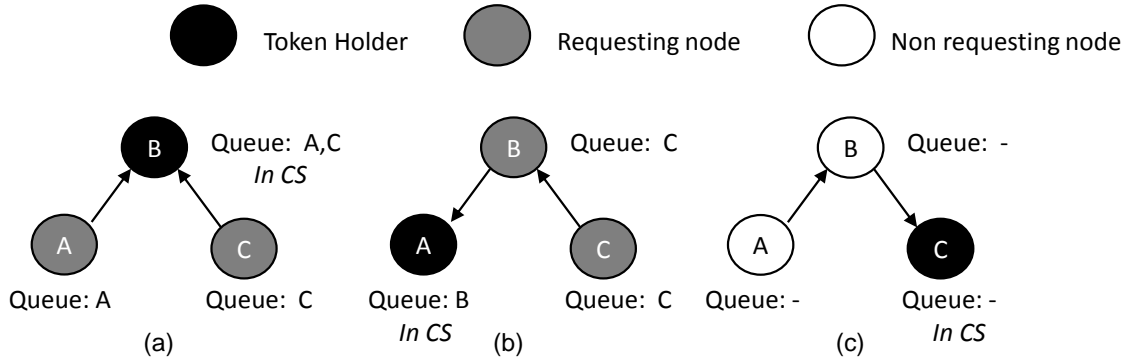 Token Holder Requesting node Non requesting node
B Queue: A,C B Queue: C B Queue: -
In CS
A C A C A C
Queue: A Queue: C Queue: B Queue: C Queue: - Queue: -
In CS In CS
(a) (b) (c)